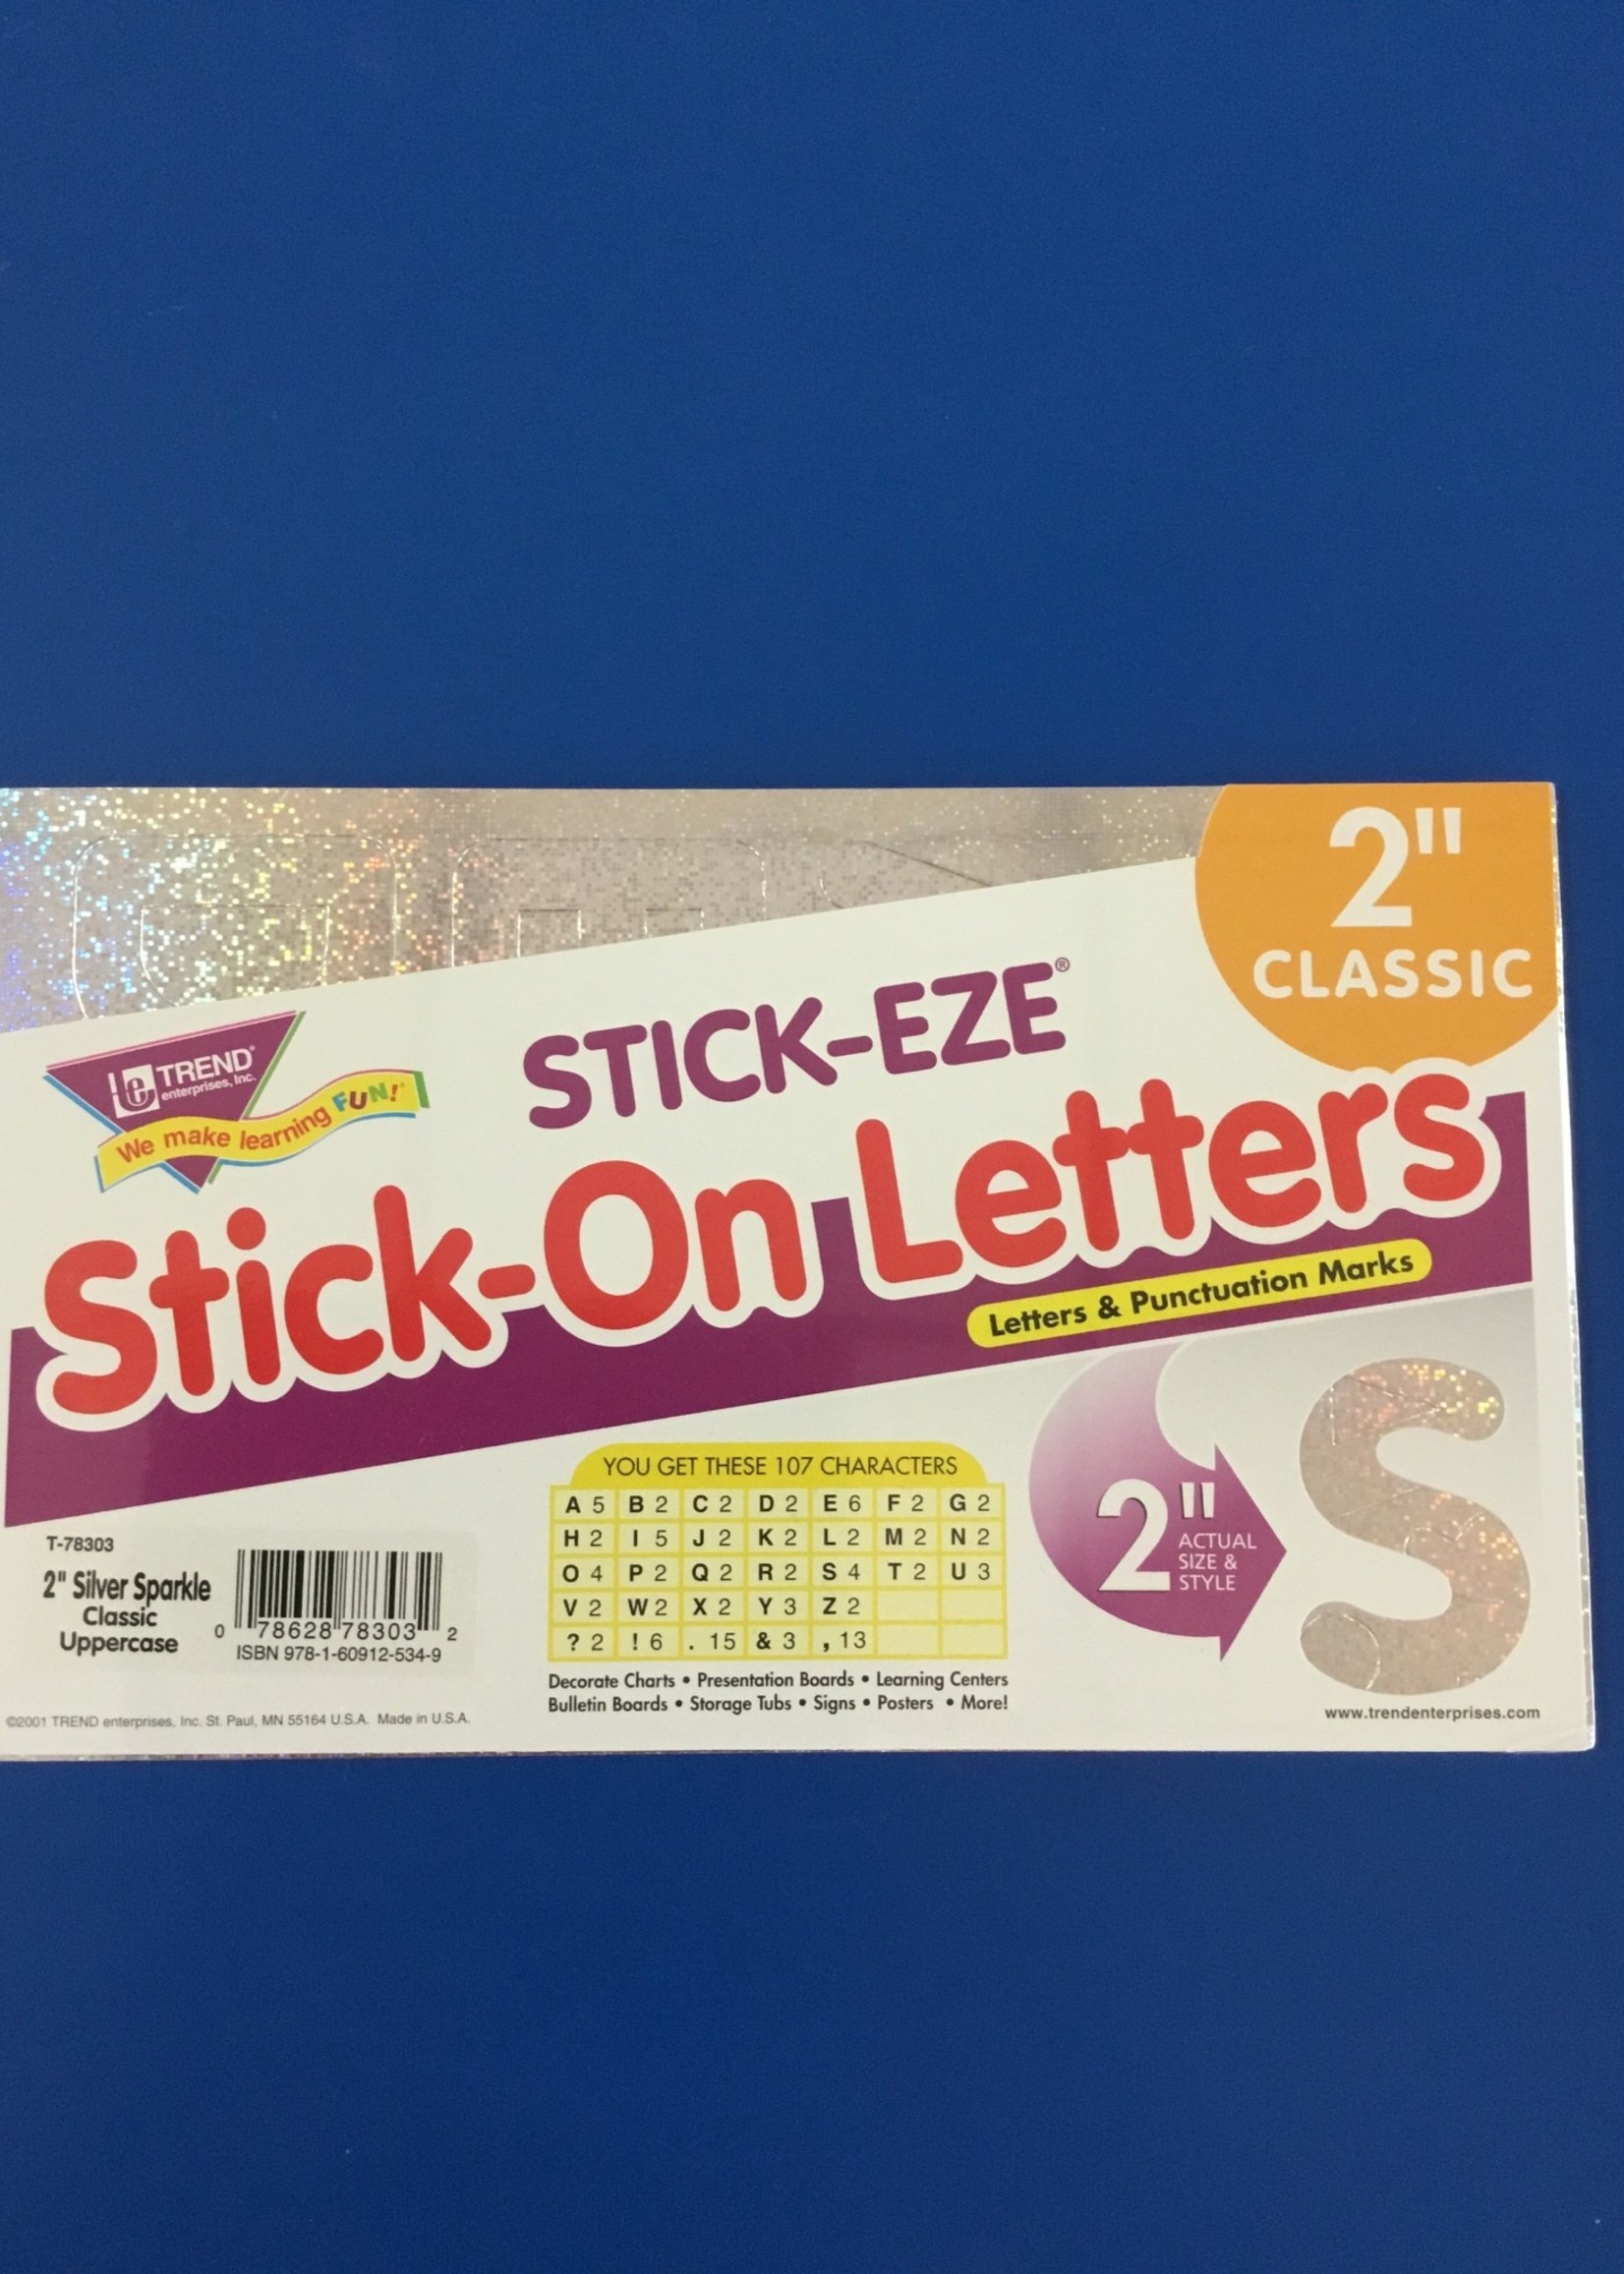 2"
CLASSIC
STICK-EZE®
le TREND®
enterprises, Inc.
We make learning FUN!®
Stick-On Letters
Letters & Punctuation Marks
YOU GET THESE 107 CHARACTERS
A 5 B 2 C 2 D 2 E 6 F 2 G 2
H 2 I 5 J 2 K 2 L 2 M 2 N 2
O 4 P 2 Q 2 R 2 S 4 T 2 U 3
V 2 W 2 X 2 Y 3 Z 2
? 2 ! 6 . 15 & 3 , 13
Decorate Charts • Presentation Boards • Learning Centers
Bulletin Boards • Storage Tubs • Signs • Posters • More!
2"
ACTUAL
SIZE &
STYLE
S
T-78303
2" Silver Sparkle
Classic
Uppercase
0 78628 78303 2
ISBN 978-1-60912-534-9
©2001 TREND enterprises, Inc. St. Paul, MN 55164 U.S.A. Made in U.S.A.
www.trendenterprises.com